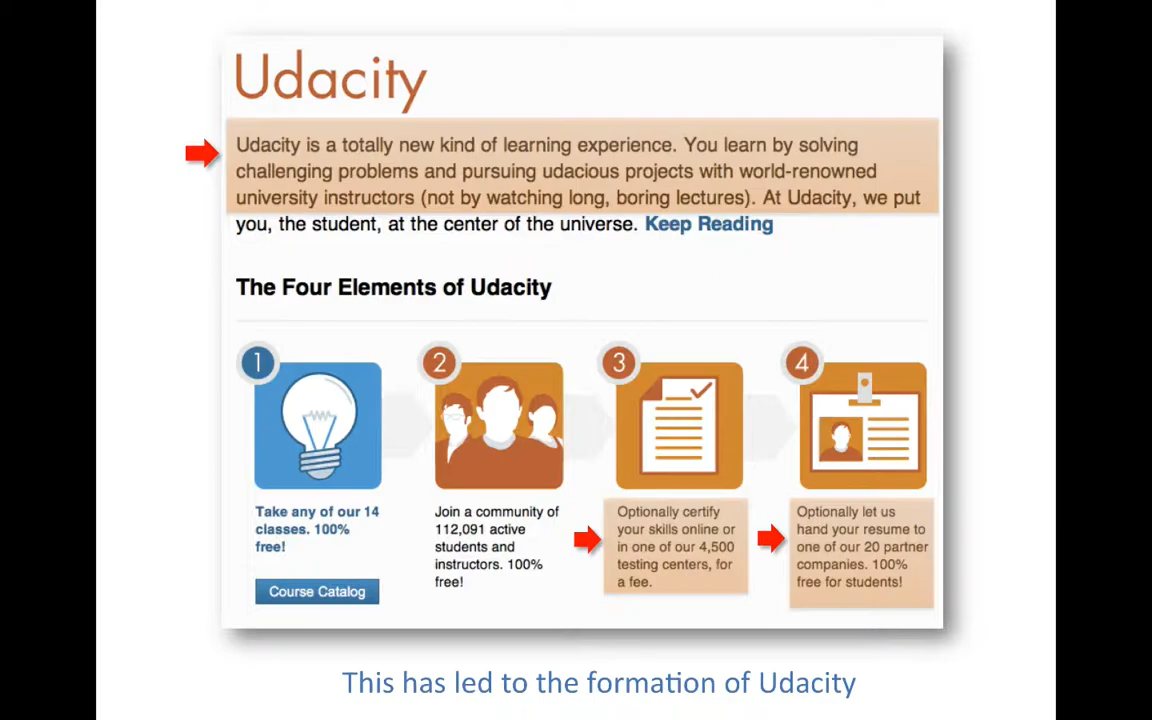 Udacity
Udacity is a totally new kind of learning experience. You learn by solving
challenging problems and pursuing udacious projects with world-renowned
university instructors (not by watching long, boring lectures). At Udacity, we put
you, the student, at the center of the universe. Keep Reading
The Four Elements of Udacity
1
Take any of our 14
classes. 100%
free!
Course Catalog
2
Join a community of
112,091 active
students and
instructors. 100%
free!
3
Optionally certify
your skills online or
in one of our 4,500
testing centers, for
a fee.
4
Optionally let us
hand your resume to
one of our 20 partner
companies. 100%
free for students!
This has led to the formation of Udacity